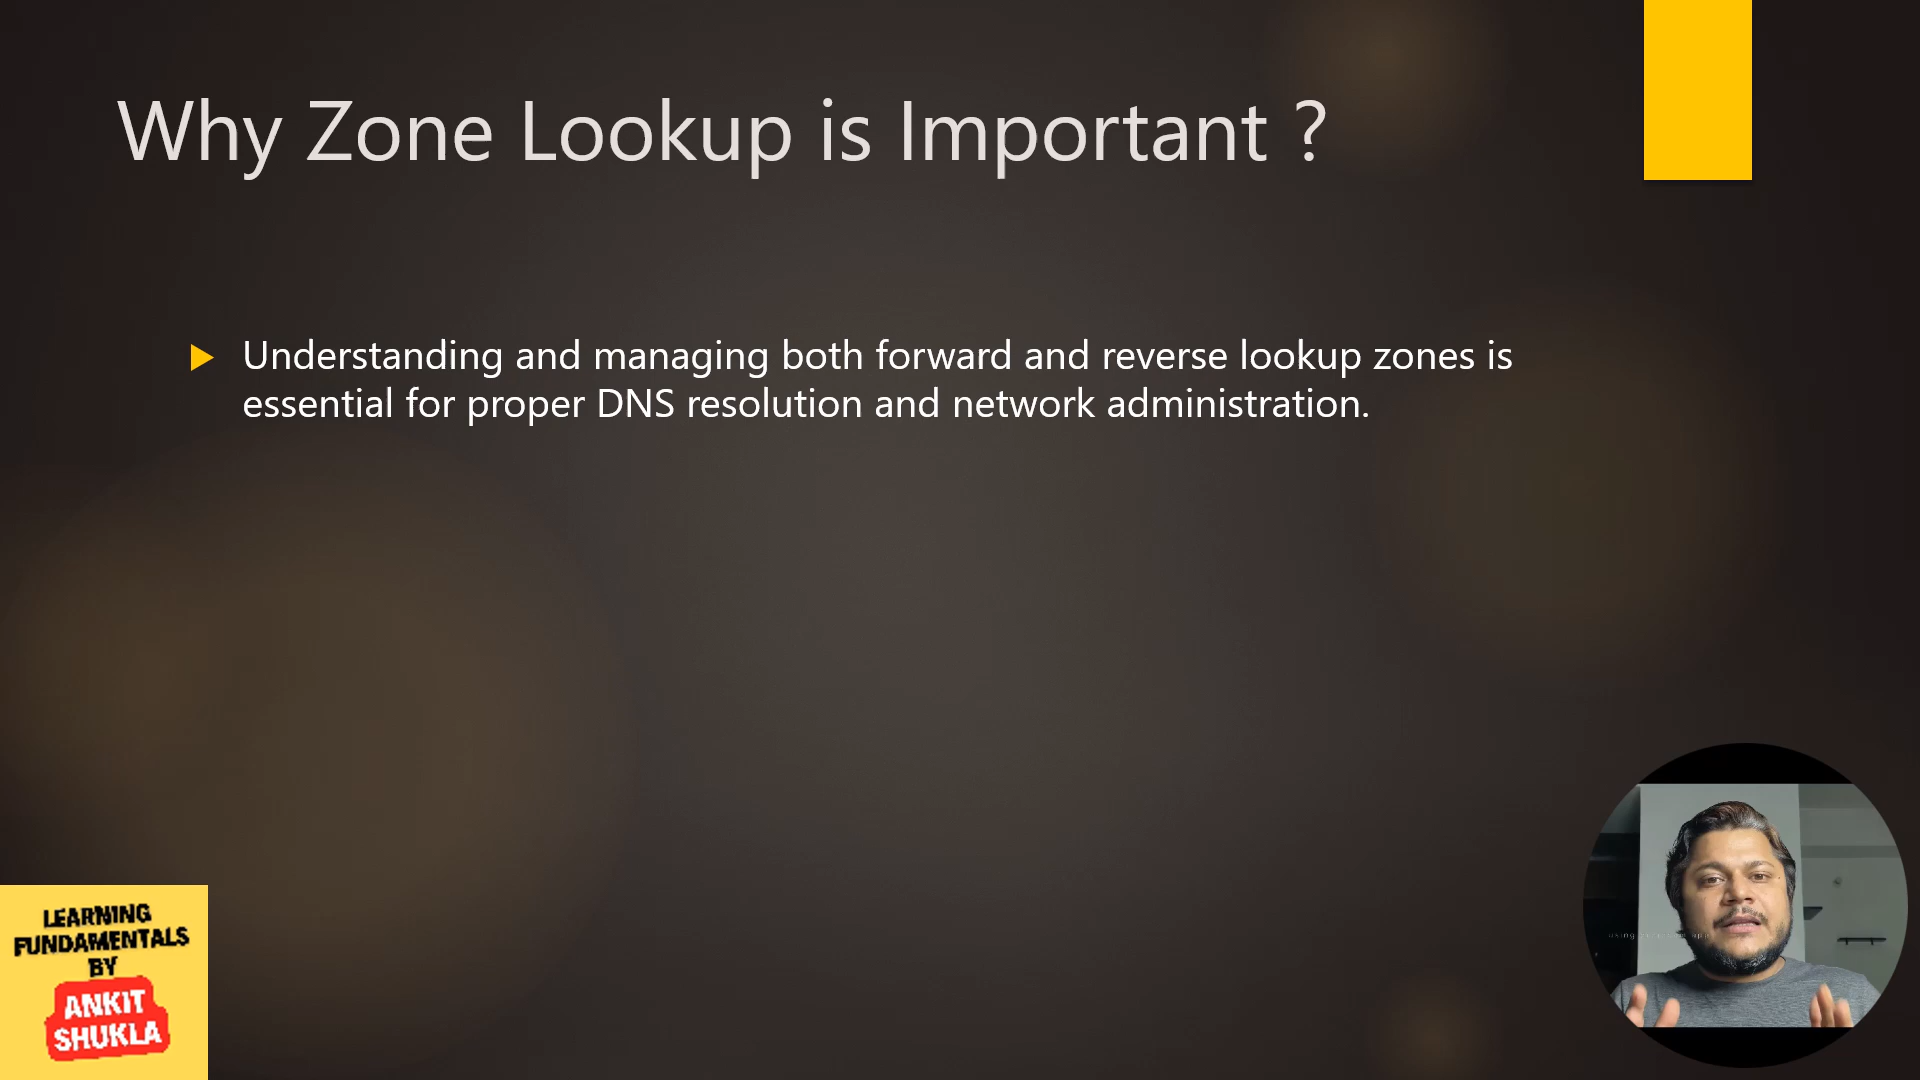 Why Zone Lookup is Important ?
Understanding and managing both forward and reverse lookup zones is
essential for proper DNS resolution and network administration.
LEARNING
FUNDAMENTALS
BY
ANKIT
SHUKLA
using